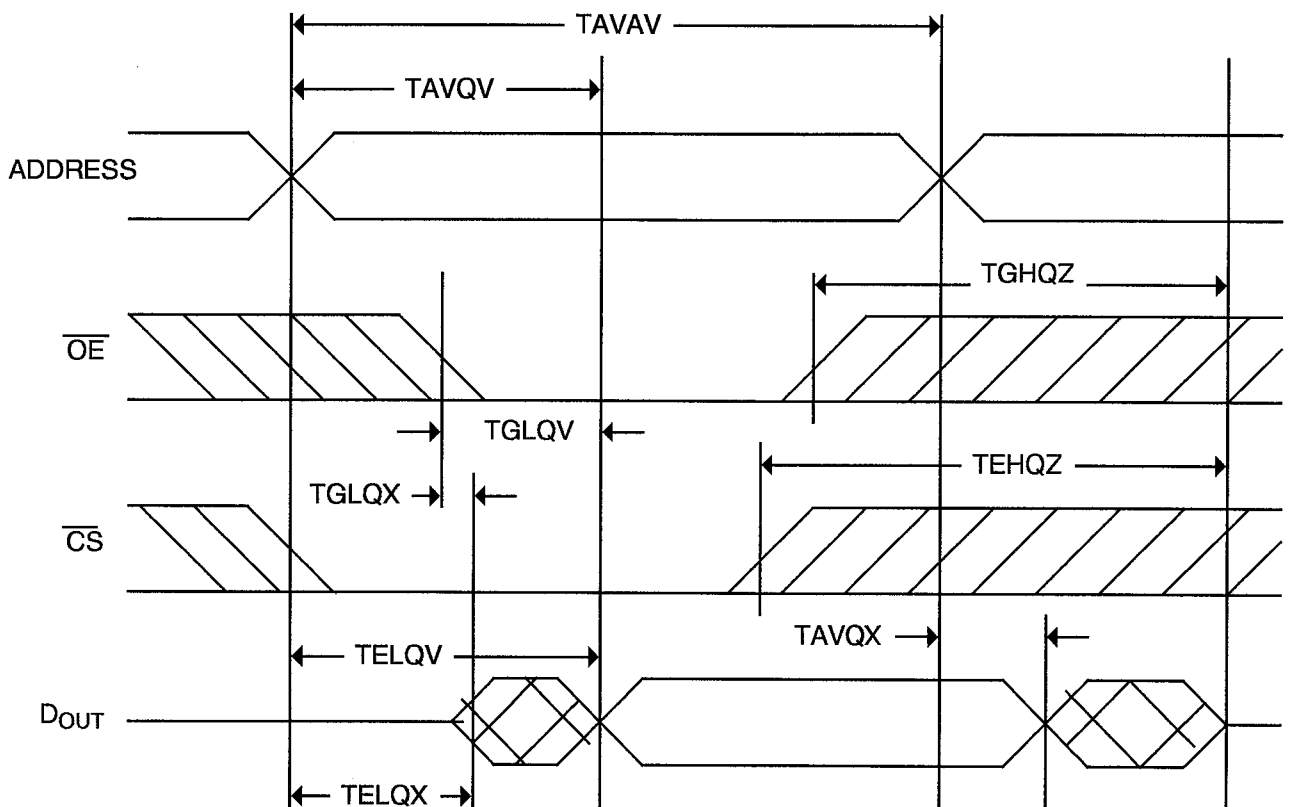 TAVAV
TAVQV
ADDRESS
TGHQZ
OE
TGLQV
TEHQZ
TGLQX
CS
TAVQX
TELQV
DOUT
TELQX